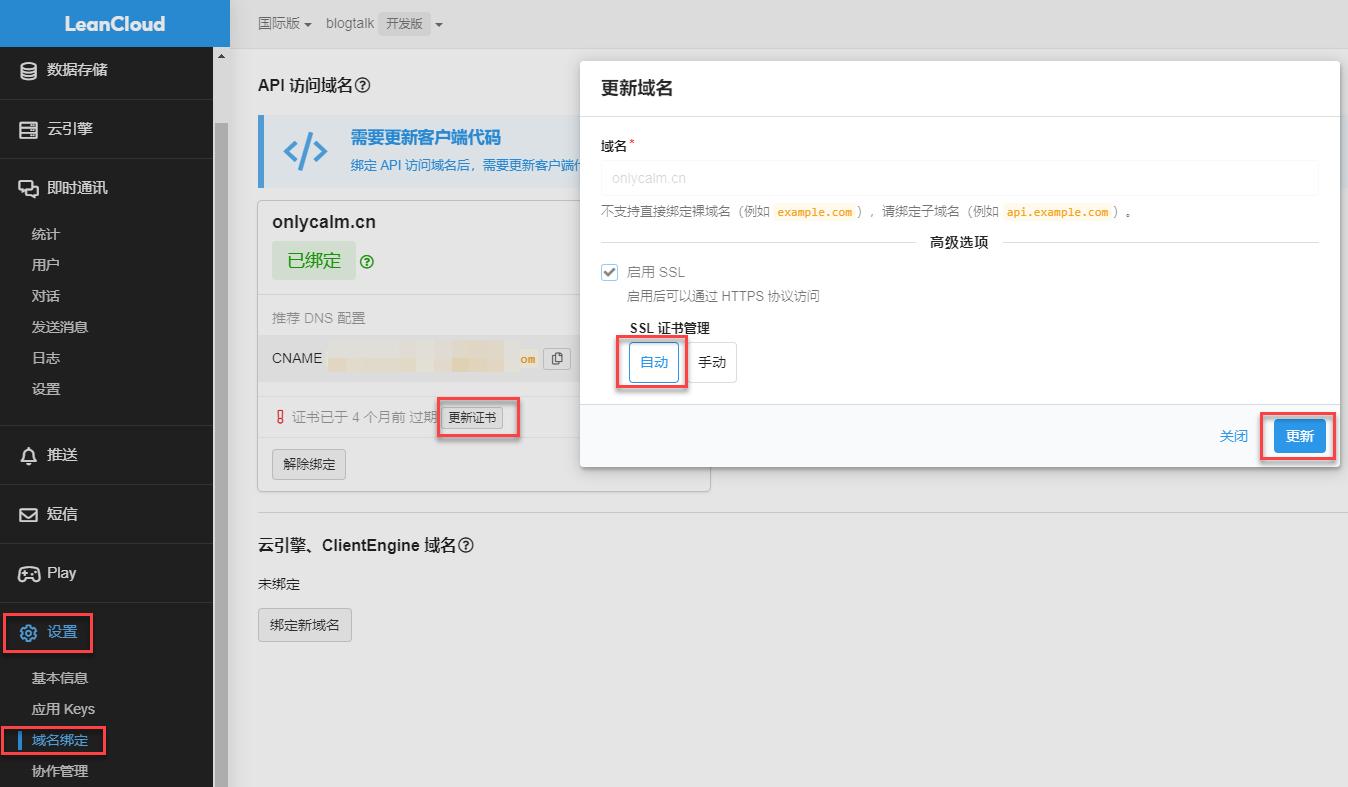 LeanCloud
数据存储
云引擎
即时通讯
统计
用户
对话
发送消息
日志
设置
推送
短信
Play
设置
基本信息
应用 Keys
域名绑定
协作管理
国际版 blogtalk 开发版
API 访问域名
需要更新客户端代码
绑定 API 访问域名后，需要更新客户端
onlycalm.cn
已绑定
推荐 DNS 配置
CNAME om
证书已于 4 个月前 过期 更新证书
解除绑定
云引擎、ClientEngine 域名
未绑定
绑定新域名
更新域名
域名*
onlycalm.cn
不支持直接绑定裸域名（例如 example.com），请绑定子域名（例如 api.example.com）。
高级选项
启用 SSL
启用后可以通过 HTTPS 协议访问
SSL 证书管理
自动 手动
关闭 更新